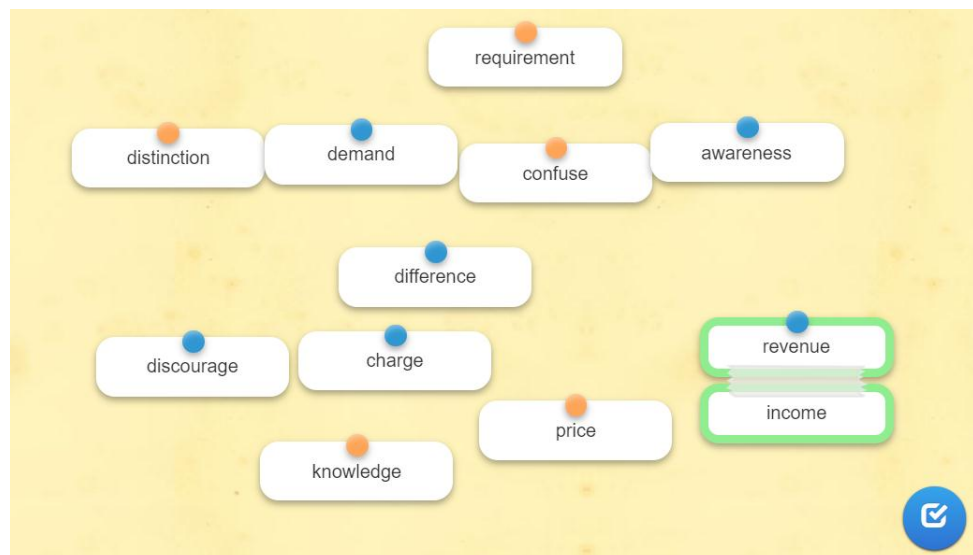 requirement
distinction
demand
confuse
awareness
difference
discourage
charge
revenue
income
price
knowledge